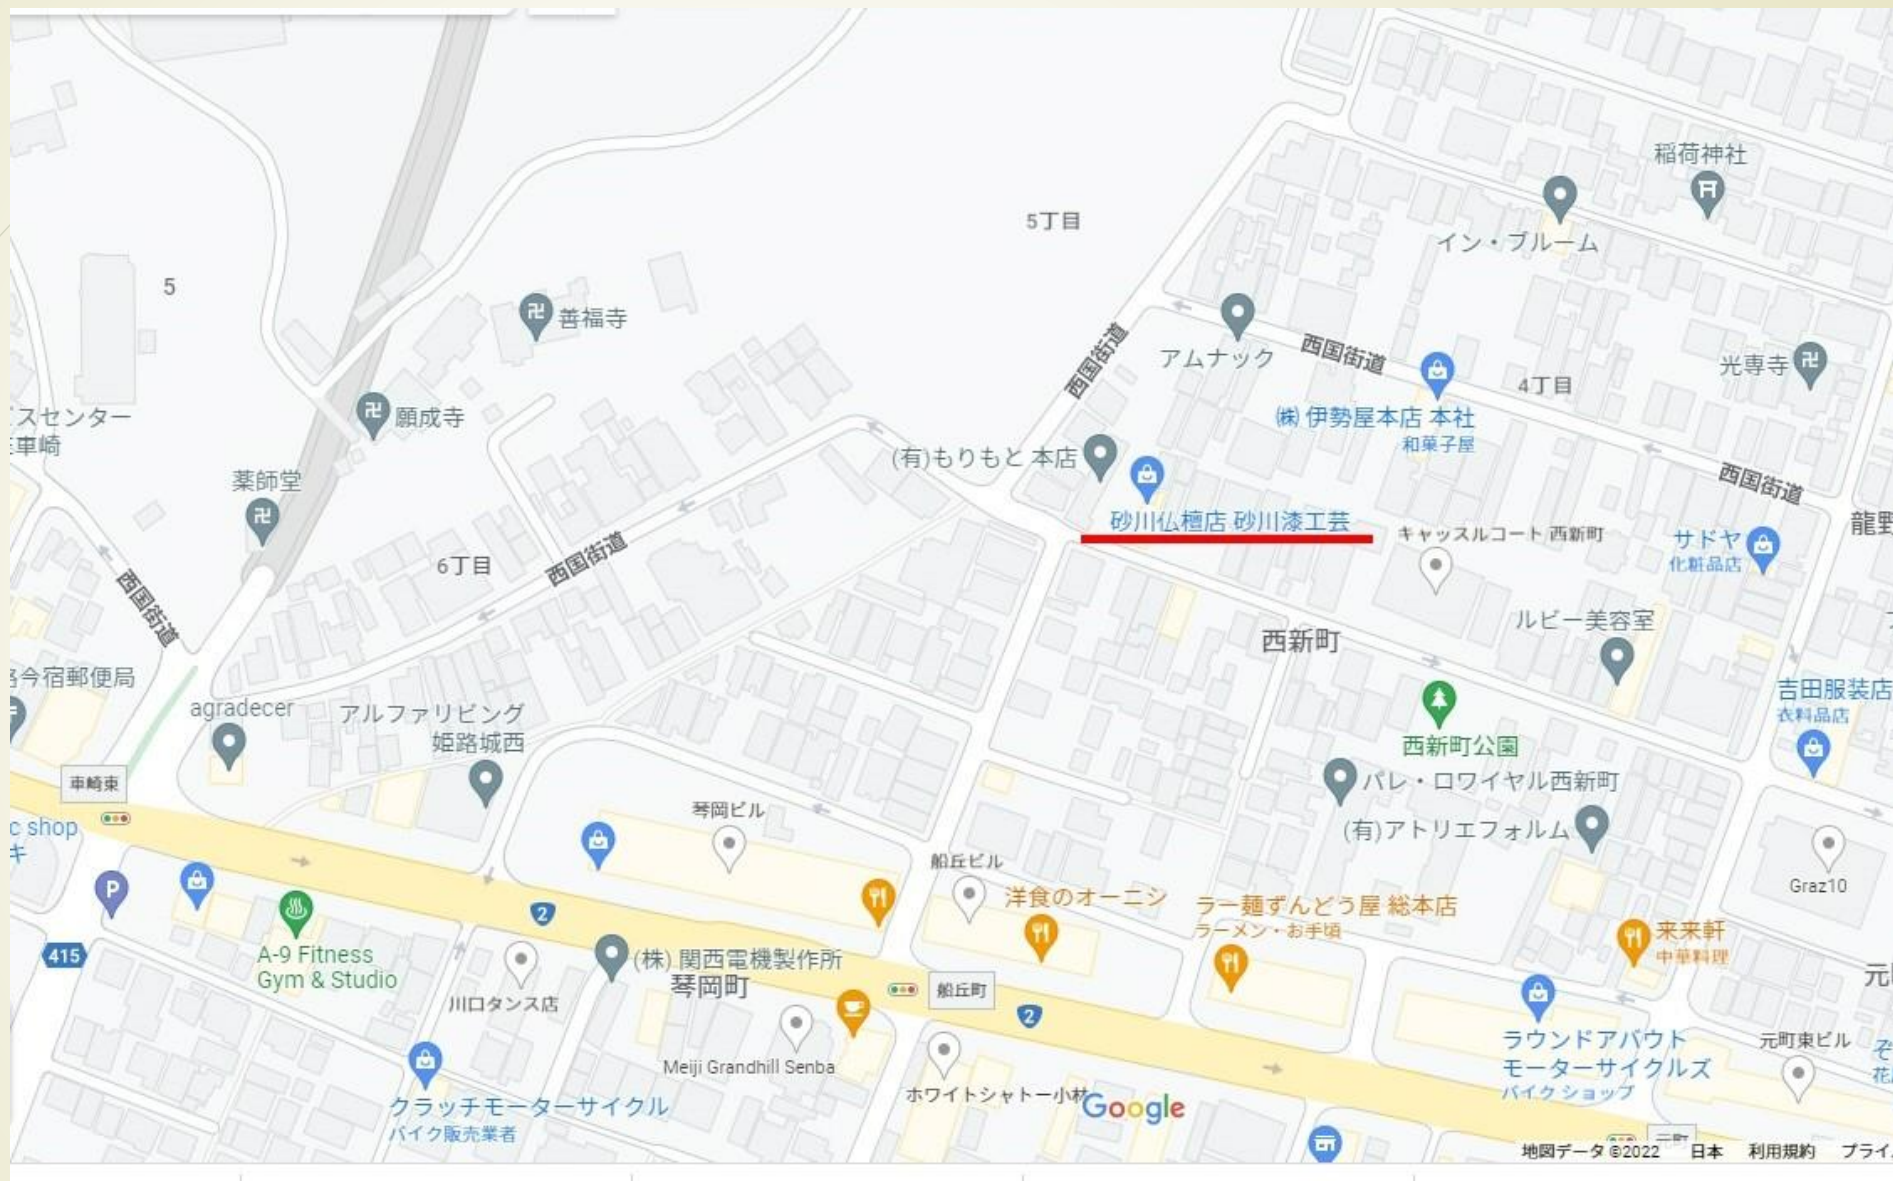 稲荷神社
5丁目
イン・ブルーム
5
善福寺
西国街道
アムナック
西国街道
光専寺
4丁目
スセンター
車崎
願成寺
(株) 伊勢屋本店 本社
和菓子屋
(有)もりもと 本店
薬師堂
西国街道
砂川仏檀店 砂川漆工芸
キャッスルコート 西新町
龍野
サドヤ
化粧品店
6丁目
西国街道
西国街道
ルビー美容室
西新町
今宿郵便局
吉田服装店
衣料品店
agradecer
アルファリビング
姫路城西
西新町公園
車崎東
パレ・ロワイヤル西新町
琴岡ビル
(有)アトリエフォルム
c shop
キ
船丘ビル
P
Graz10
洋食のオーニシ
ラー麺ずんどう屋 総本店
ラーメン・お手頃
2
来来軒
中華料理
415
A-9 Fitness
Gym & Studio
(株) 関西電機製作所
琴岡町
船丘町
元
川口タンス店
2
ラウンドアバウト
モーターサイクルズ
バイク ショップ
元町東ビル
ぞ
花
Meiji Grandhill Senba
ホワイトシャトー小林
Google
クラッチモーターサイクル
バイク販売業者
元町
地図データ ©2022 日本 利用規約 プライ